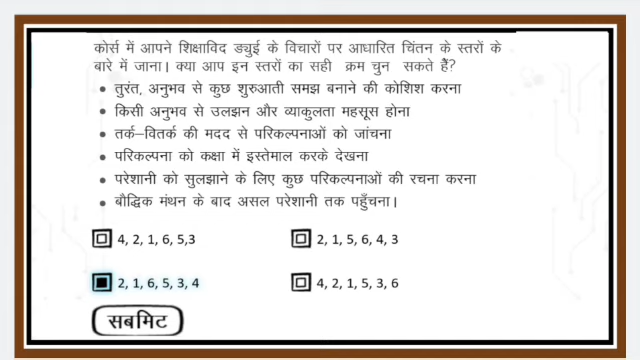 कोर्स में आपने शिक्षाविद ड्युई के विचारों पर आधारित चिंतन के स्तरों के
बारे में जाना। क्या आप इन स्तरों का सही क्रम चुन सकते हैं?
• तुरंत, अनुभव से कुछ शुरुआती समझ बनाने की कोशिश करना
• किसी अनुभव से उलझन और व्याकुलता महसूस होना
• तर्क–वितर्क की मदद से परिकल्पनाओं को जांचना
• परिकल्पना को कक्षा में इस्तेमाल करके देखना
• परेशानी को सुलझाने के लिए कुछ परिकल्पनाओं की रचना करना
• बौद्धिक मंथन के बाद असल परेशानी तक पहुँचना।
4, 2, 1, 6, 5,3
2, 1, 5, 6, 4, 3
2, 1, 6, 5, 3, 4
4, 2, 1, 5, 3, 6
सबमिट